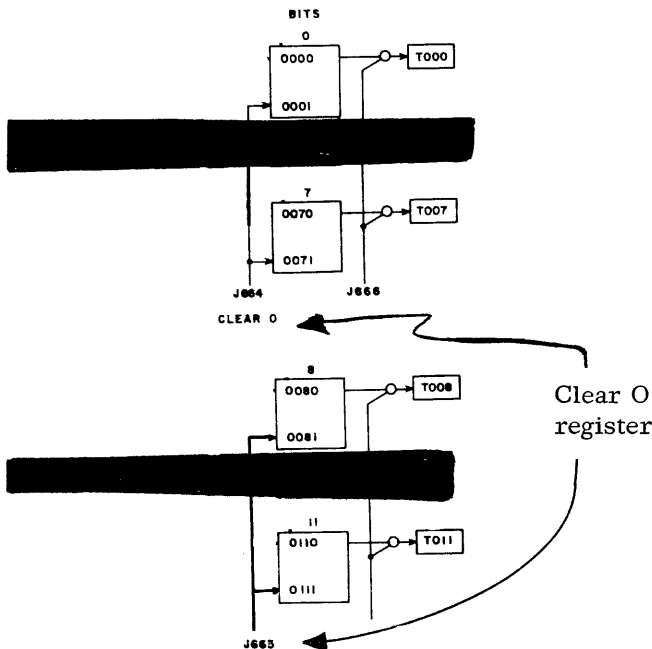 BITS
0
0000
T000
0001
7
0070
T007
0071
J664
J666
CLEAR O
8
0080
T008
0081
Clear O
register
11
0110
T011
0111
J665